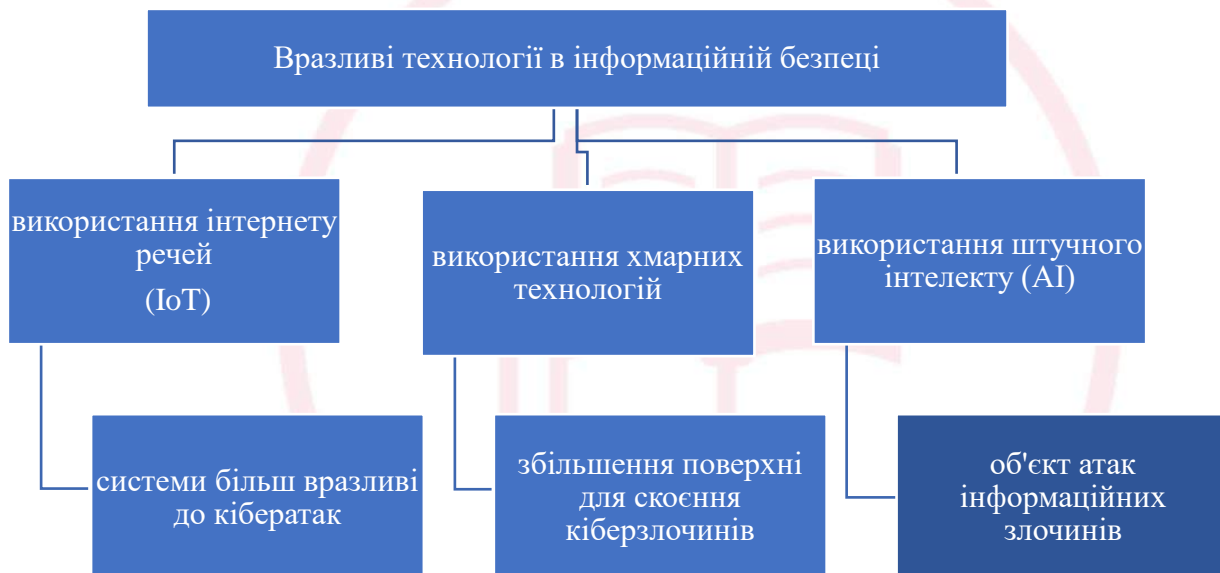 Вразливі технології в інформаційній безпеці
використання інтернету
речей
(IoT)
використання хмарних
технологій
використання штучного
інтелекту (AI)
системи більш вразливі
до кібератак
збільшення поверхні
для скоєння
кіберзлочинів
об'єкт атак
інформаційних
злочинів